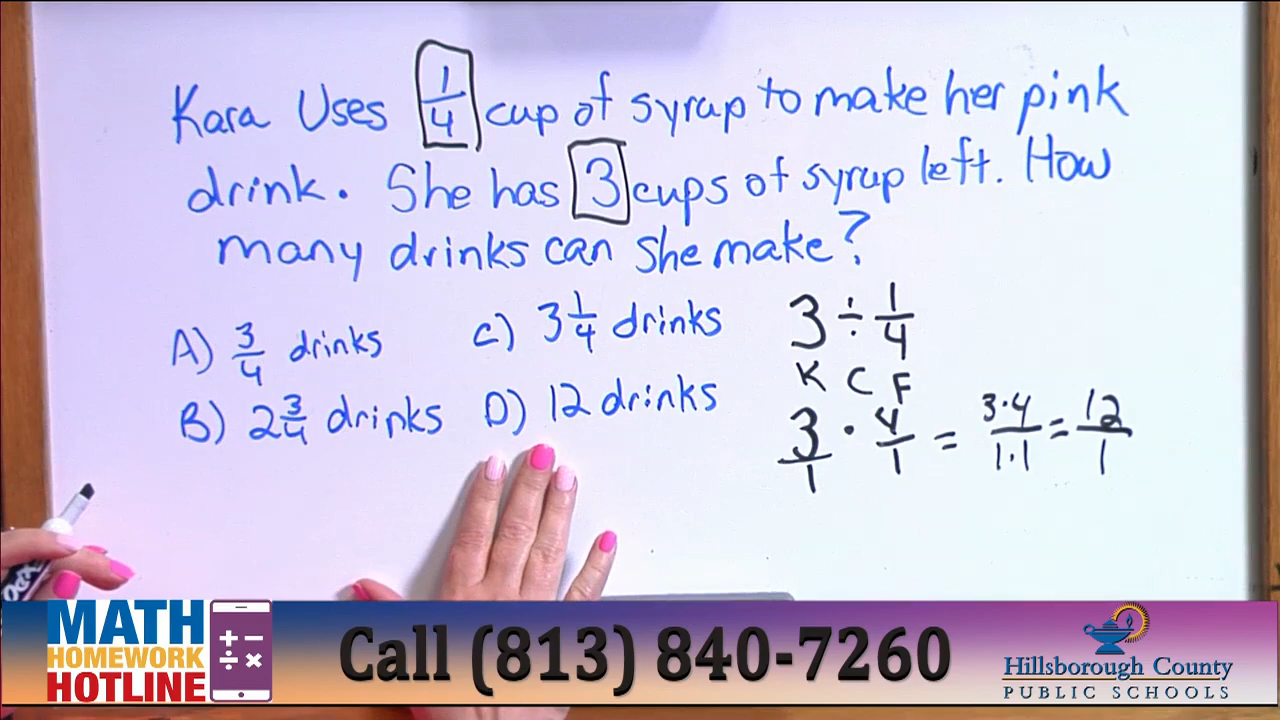 Kara Uses 1/4 cup of syrup to make her pink
drink. She has 3 cups of syrup left. How
many drinks can she make?
A) 3/4 drinks
B) 2 3/4 drinks
C) 3 1/4 drinks
D) 12 drinks
3 ÷ 1/4
K C F
3/1 · 4/1 = 3·4/1·1 = 12/1
MATH
HOMEWORK
HOTLINE
+ −
÷ ×
Call (813) 840-7260
Hillsborough County
PUBLIC SCHOOLS